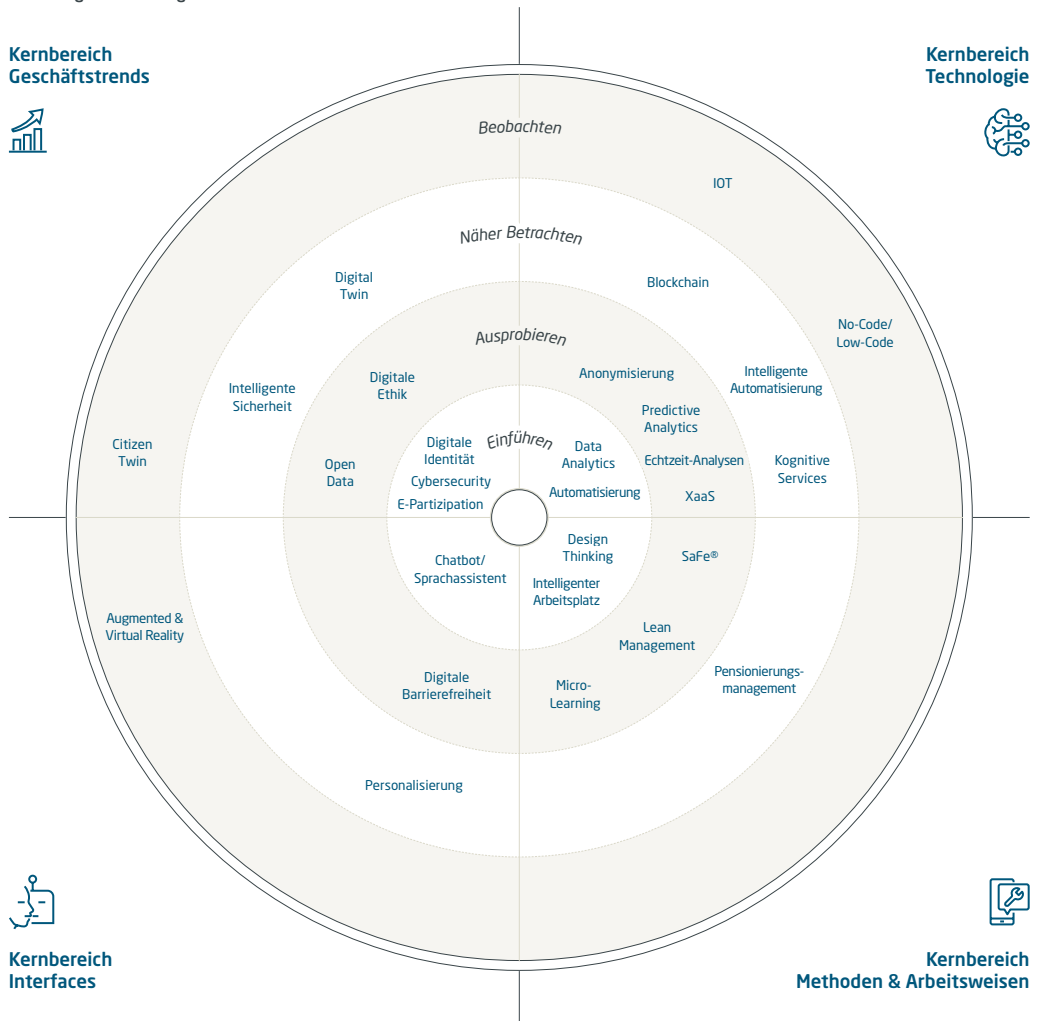 Kernbereich
Geschäftstrends
Kernbereich
Technologie
Beobachten
IOT
Näher Betrachten
Digital
Twin
Blockchain
No-Code/
Low-Code
Ausprobieren
Intelligente
Automatisierung
Anonymisierung
Digitale
Ethik
Intelligente
Sicherheit
Predictive
Analytics
Einführen
Digitale
Identität
Data
Analytics
Citizen
Twin
Echtzeit-Analysen
Kognitive
Services
Open
Data
Cybersecurity
Automatisierung
XaaS
E-Partizipation
Design
Thinking
SaFe®
Chatbot/
Sprachassistent
Intelligenter
Arbeitsplatz
Augmented &
Virtual Reality
Lean
Management
Pensionierungs-
management
Digitale
Barrierefreiheit
Micro-
Learning
Personalisierung
Kernbereich
Interfaces
Kernbereich
Methoden & Arbeitsweisen